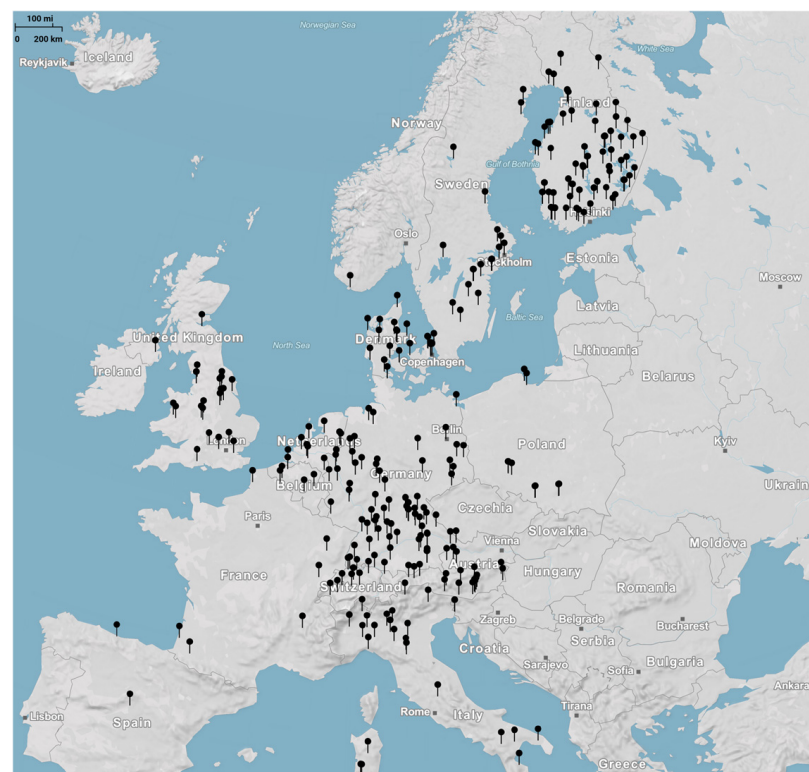 100 mi
0 200 km
Norwegian Sea
Iceland
Reykjavik
White Sea
Finland
Norway
Gulf of Bothnia
Sweden
Helsinki
Oslo
Stockholm
Estonia
Moscow
Latvia
Baltic Sea
United Kingdom
North Sea
Denmark
Lithuania
Copenhagen
Ireland
Belarus
Berlin
London
Netherlands
Poland
Kyiv
Germany
Belgium
Ukrain
Czechia
Paris
Slovakia
Vienna
Moldova
France
Austria
Hungary
Switzerland
Romania
Zagreb
Belgrade
Bucharest
Serbia
Croatia
Sarajevo
Sofia
Bulgaria
Ankara
Tirana
Lisbon
Spain
Rome
Italy
Greece